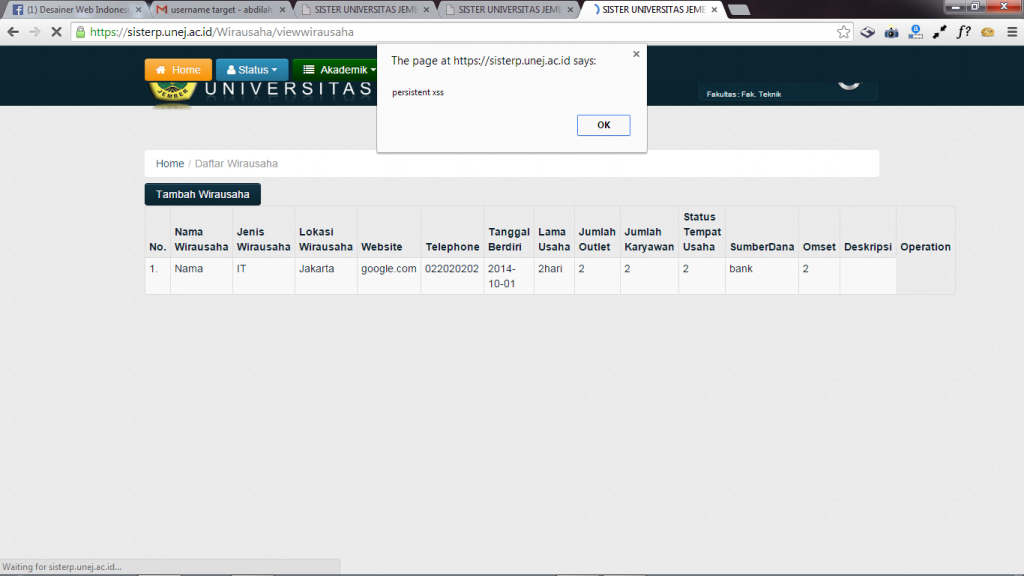 (1) Desainer Web Indones
username target - abdilah
SISTER UNIVERSITAS JEME
SISTER UNIVERSITAS JEME
SISTER UNIVERSITAS JEME
https://sisterp.unej.ac.id/Wirausaha/viewwirausaha
f?
The page at https://sisterp.unej.ac.id says:
persistent xss
OK
Home Status Akademik
JEMBER
UNIVERSITAS
Fakultas : Fak. Teknik
Home / Daftar Wirausaha
Tambah Wirausaha
No. Nama Wirausaha Jenis Wirausaha Lokasi Wirausaha Website Telephone Tanggal Berdiri Lama Usaha Jumlah Outlet Jumlah Karyawan Status Tempat Usaha SumberDana Omset Deskripsi Operation
1. Nama IT Jakarta google.com 022020202 2014-10-01 2hari 2 2 2 bank 2
Waiting for sisterp.unej.ac.id...